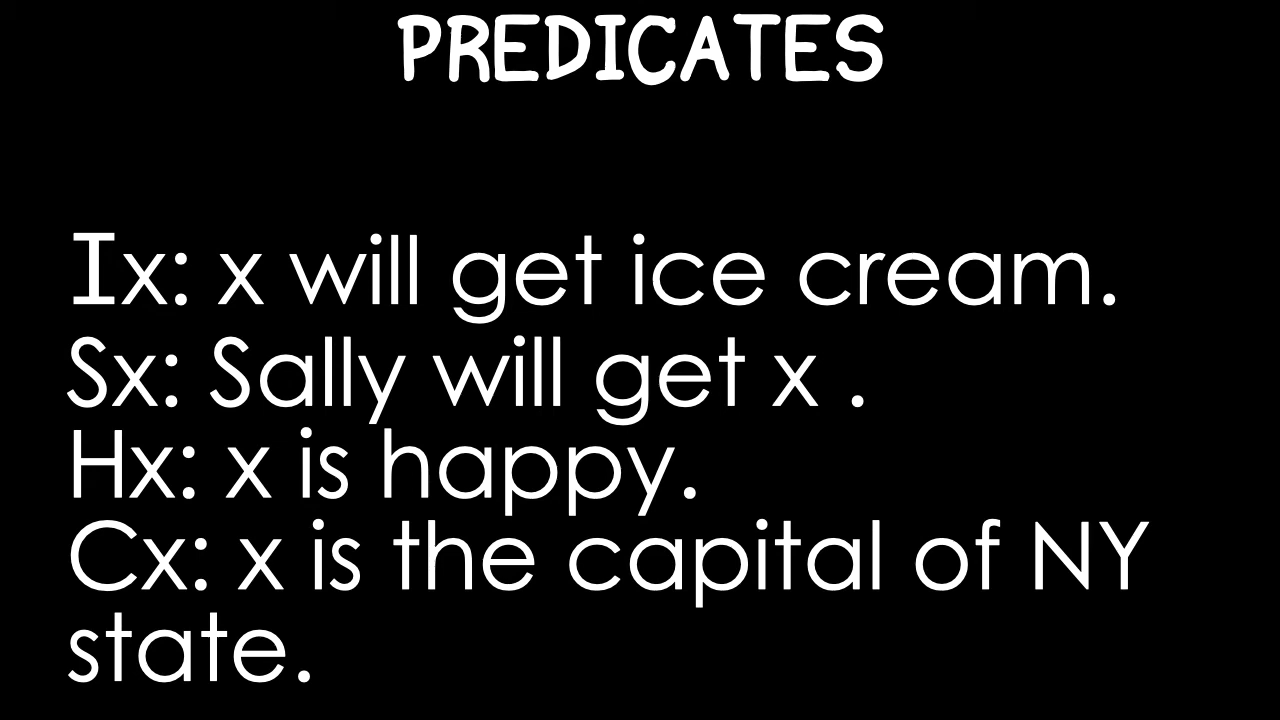 PREDICATES
Ix: x will get ice cream.
Sx: Sally will get x .
Hx: x is happy.
Cx: x is the capital of NY
state.